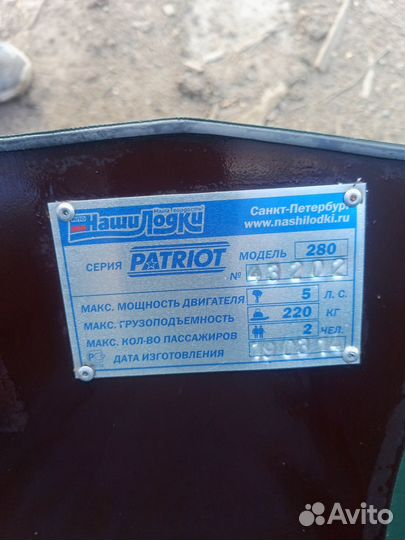 Наши Лодки
Санкт-Петербург
www.nashilodki.ru
СЕРИЯ PATRIOT МОДЕЛЬ 280
№ 43202
МАКС. МОЩНОСТЬ ДВИГАТЕЛЯ 5 Л. С.
МАКС. ГРУЗОПОДЪЕМНОСТЬ 220 КГ
МАКС. КОЛ-ВО ПАССАЖИРОВ 2 ЧЕЛ.
ДАТА ИЗГОТОВЛЕНИЯ 190314
Avito